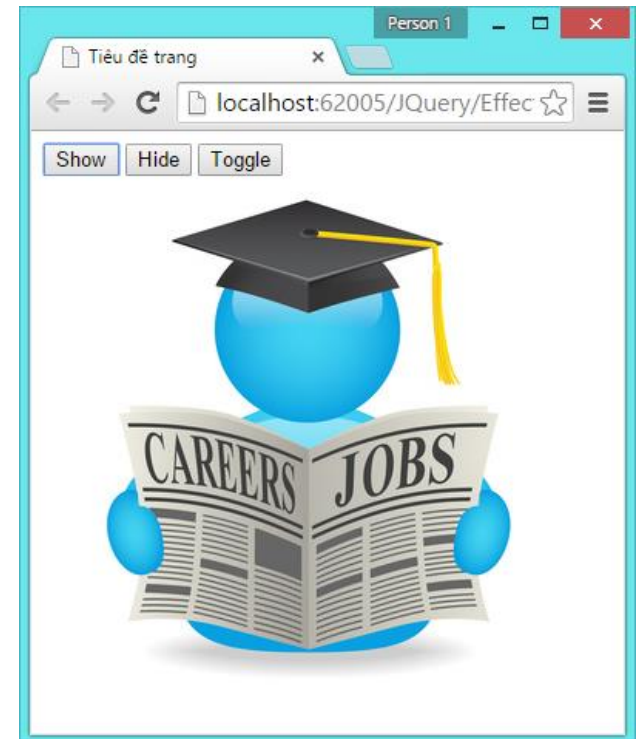 Person 1
Tiêu đề trang
localhost:62005/JQuery/Effec
Show Hide Toggle
CAREERS JOBS